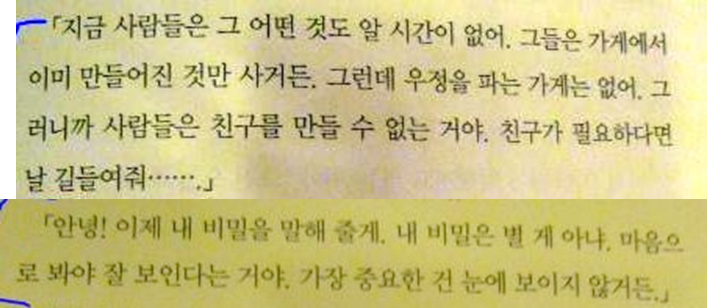 「지금 사람들은 그 어떤 것도 알 시간이 없어. 그들은 가게에서
이미 만들어진 것만 사거든. 그런데 우정을 파는 가게는 없어. 그
러니까 사람들은 친구를 만들 수 없는 거야. 친구가 필요하다면
날 길들여줘…….」
「안녕! 이제 내 비밀을 말해 줄게. 내 비밀은 별 게 아냐. 마음으
로 봐야 잘 보인다는 거야. 가장 중요한 건 눈에 보이지 않거든.」